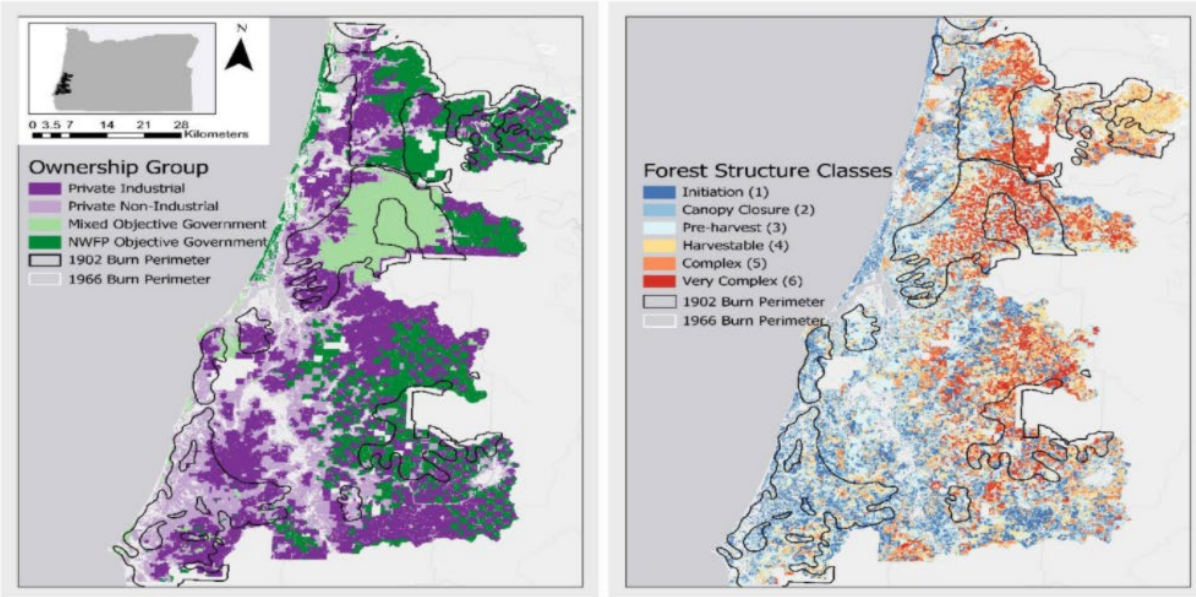 N
0 3.5 7 14 21 28
Kilometers
Ownership Group
Private Industrial
Private Non-Industrial
Mixed Objective Government
NWFP Objective Government
1902 Burn Perimeter
1966 Burn Perimeter
Forest Structure Classes
Initiation (1)
Canopy Closure (2)
Pre-harvest (3)
Harvestable (4)
Complex (5)
Very Complex (6)
1902 Burn Perimeter
1966 Burn Perimeter